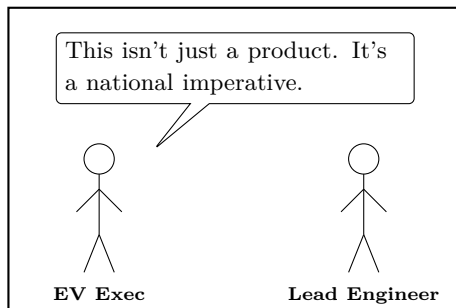 This isn't just a product. It's
a national imperative.
EV Exec
Lead Engineer